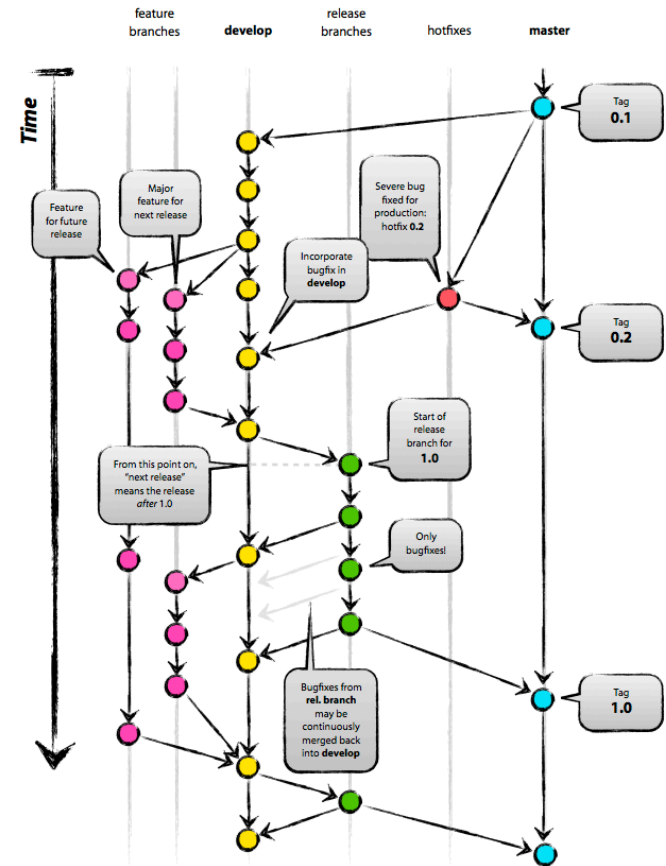 feature
branches
develop
release
branches
hotfixes
master
Time
Tag
0.1
Feature
for future
release
Major
feature for
next release
Severe bug
fixed for
production:
hotfix 0.2
Incorporate
bugfix in
develop
Tag
0.2
Start of
release
branch for
1.0
From this point on,
“next release”
means the release
after 1.0
Only
bugfixes!
Bugfixes from
rel. branch
may be
continuously
merged back
into develop
Tag
1.0